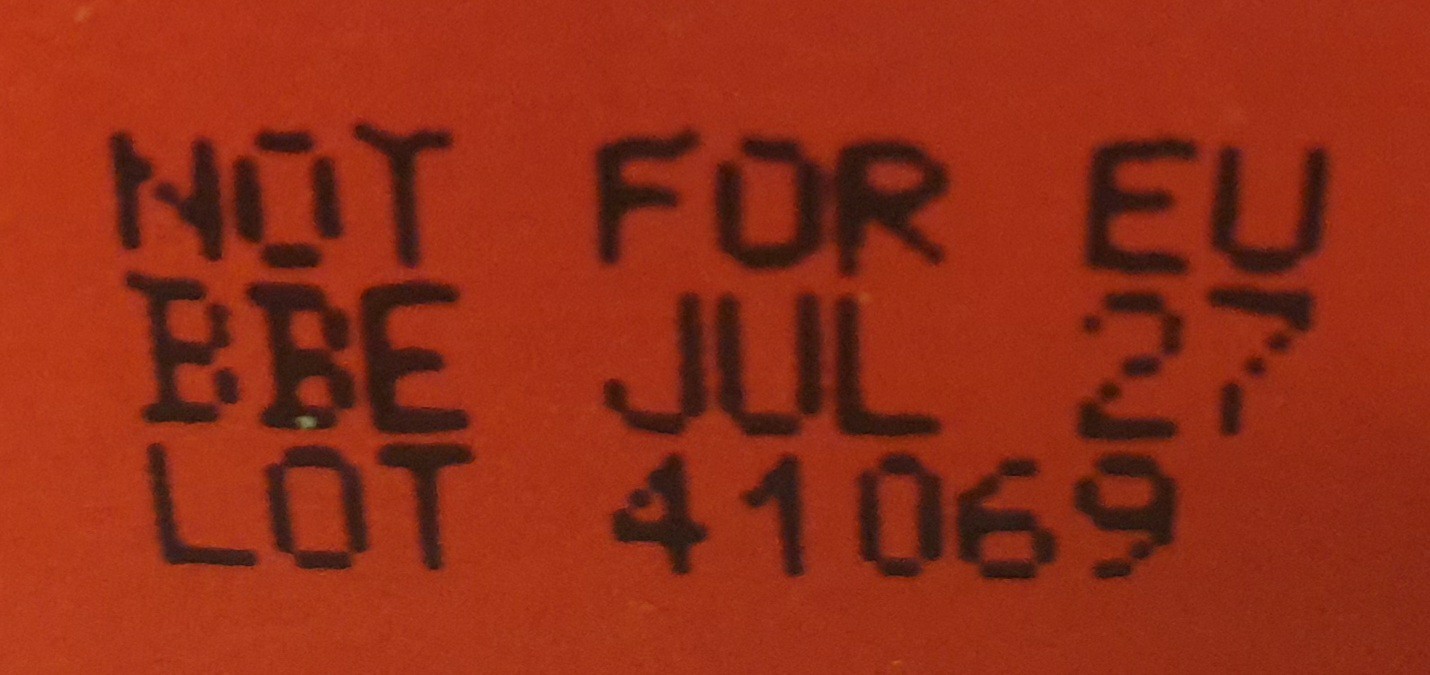 NOT FOR EU
BBE JUL 27
LOT 41069